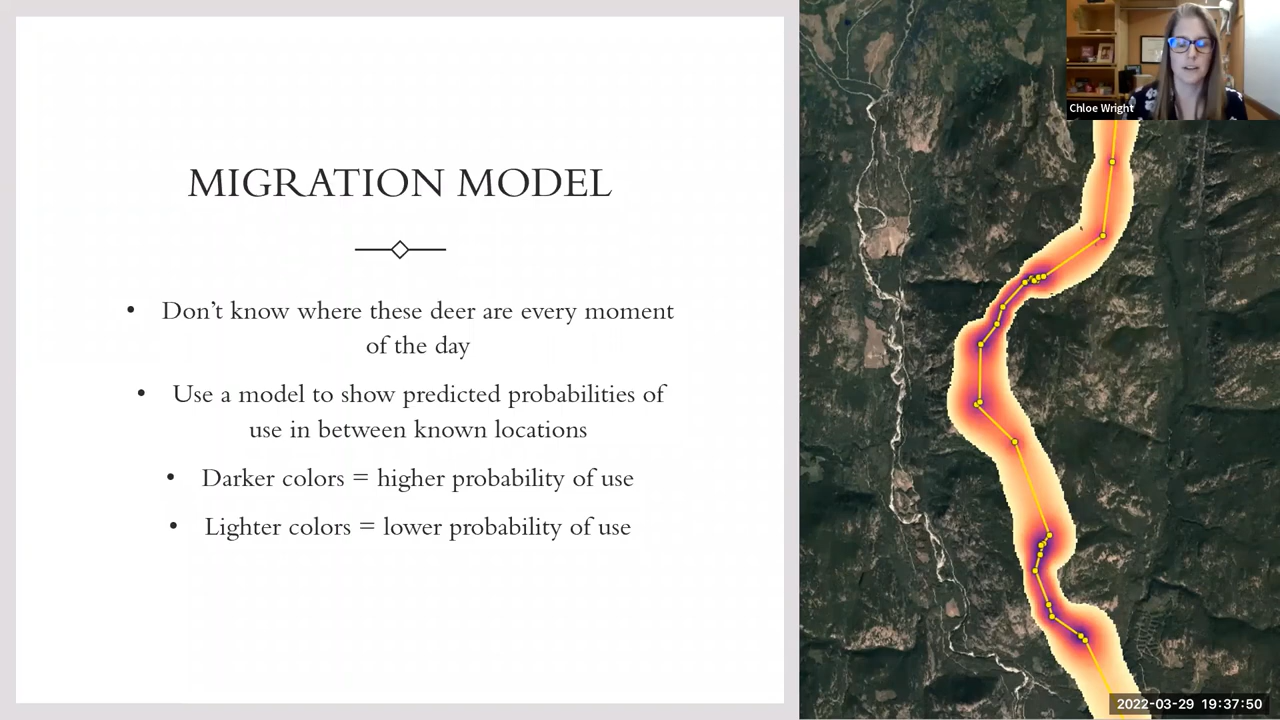 MIGRATION MODEL
• Don’t know where these deer are every moment
of the day
• Use a model to show predicted probabilities of
use in between known locations
• Darker colors = higher probability of use
• Lighter colors = lower probability of use
Chloe Wright
2022-03-29 19:37:50